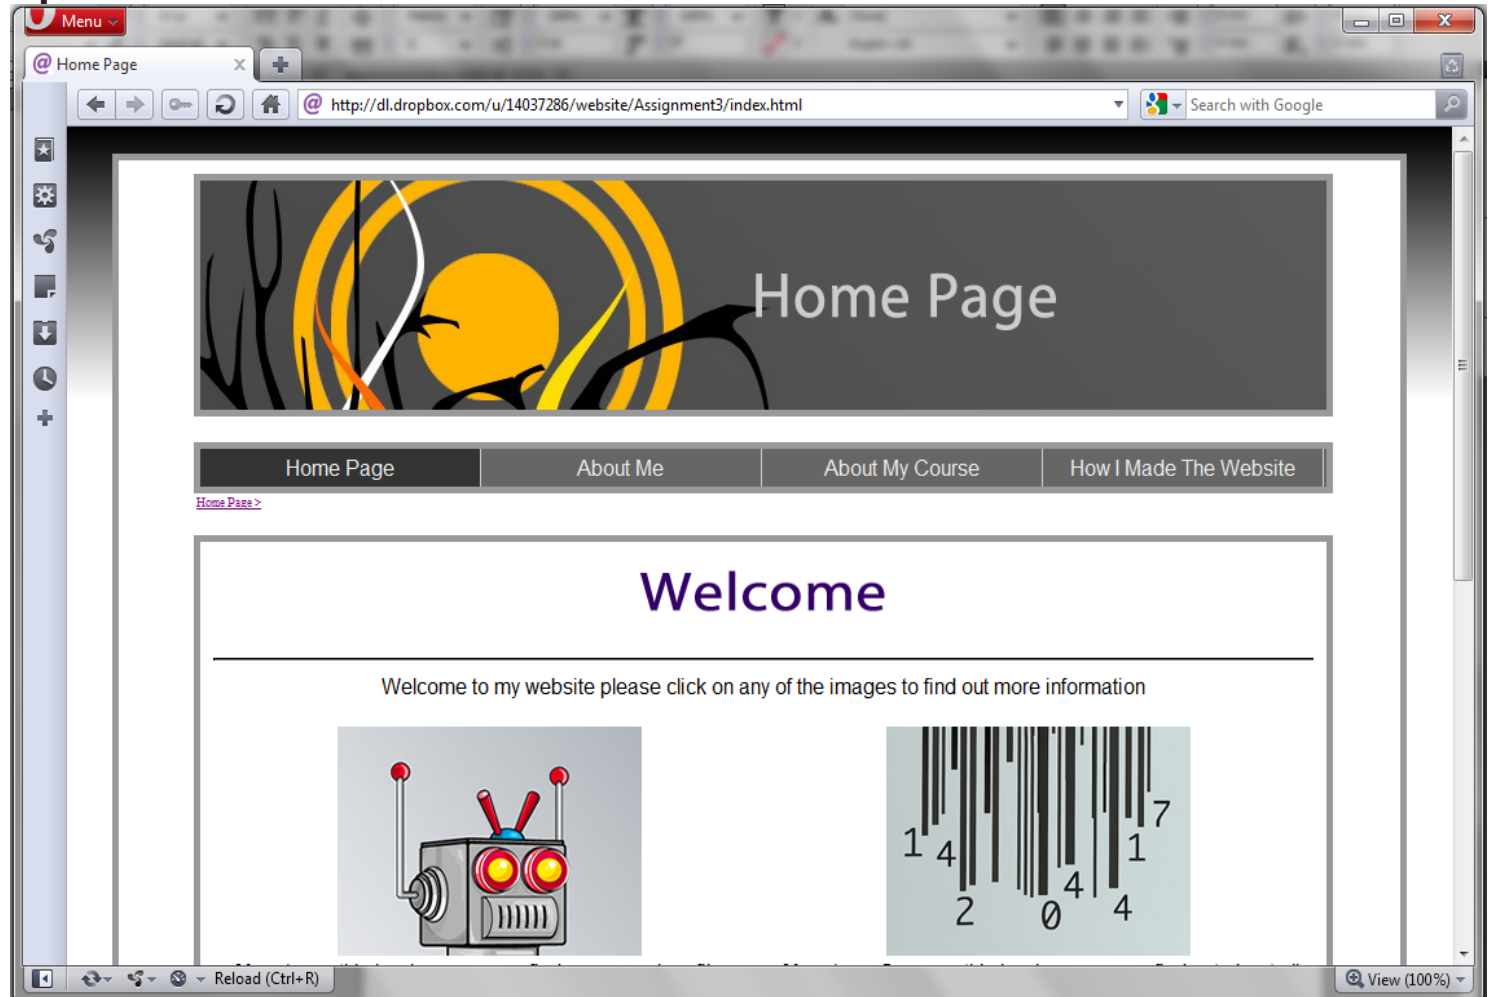 Menu
Home Page
http://dl.dropbox.com/u/14037286/website/Assignment3/index.html
Search with Google
Home Page
Home Page About Me About My Course How I Made The Website
Home Page >
Welcome
Welcome to my website please click on any of the images to find out more information
1 4 2 0 4 4 1 7
Reload (Ctrl+R)
View (100%)